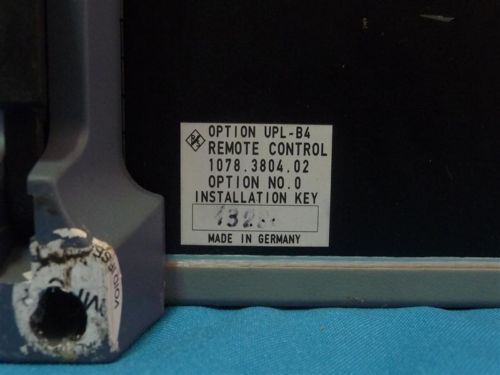 OPTION UPL-B4
REMOTE CONTROL
1078.3804.02
OPTION NO.0
INSTALLATION KEY
MADE IN GERMANY